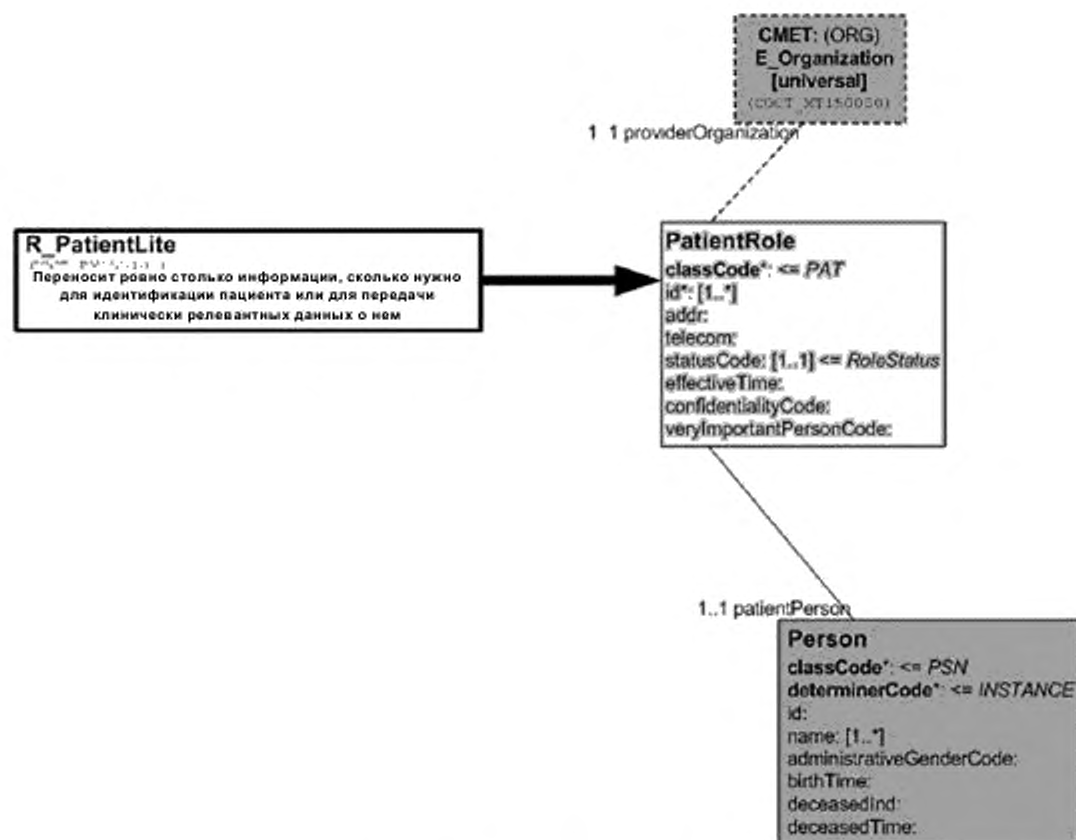 CMET: (ORG)
E_Organization
[universal]
1 1 providerOrganization
R_PatientLite
Переносит ровно столько информации, сколько нужно
для идентификации пациента или для передачи
клинически релевантных данных о нем
PatientRole
classCode*: <= PAT
id*: [1..*]
addr:
telecom:
statusCode: [1..1] <= RoleStatus
effectiveTime:
confidentialityCode:
veryImportantPersonCode:
1..1 patientPerson
Person
classCode*: <= PSN
determinerCode*: <= INSTANCE
id:
name: [1..*]
administrativeGenderCode:
birthTime:
deceasedInd:
deceasedTime: